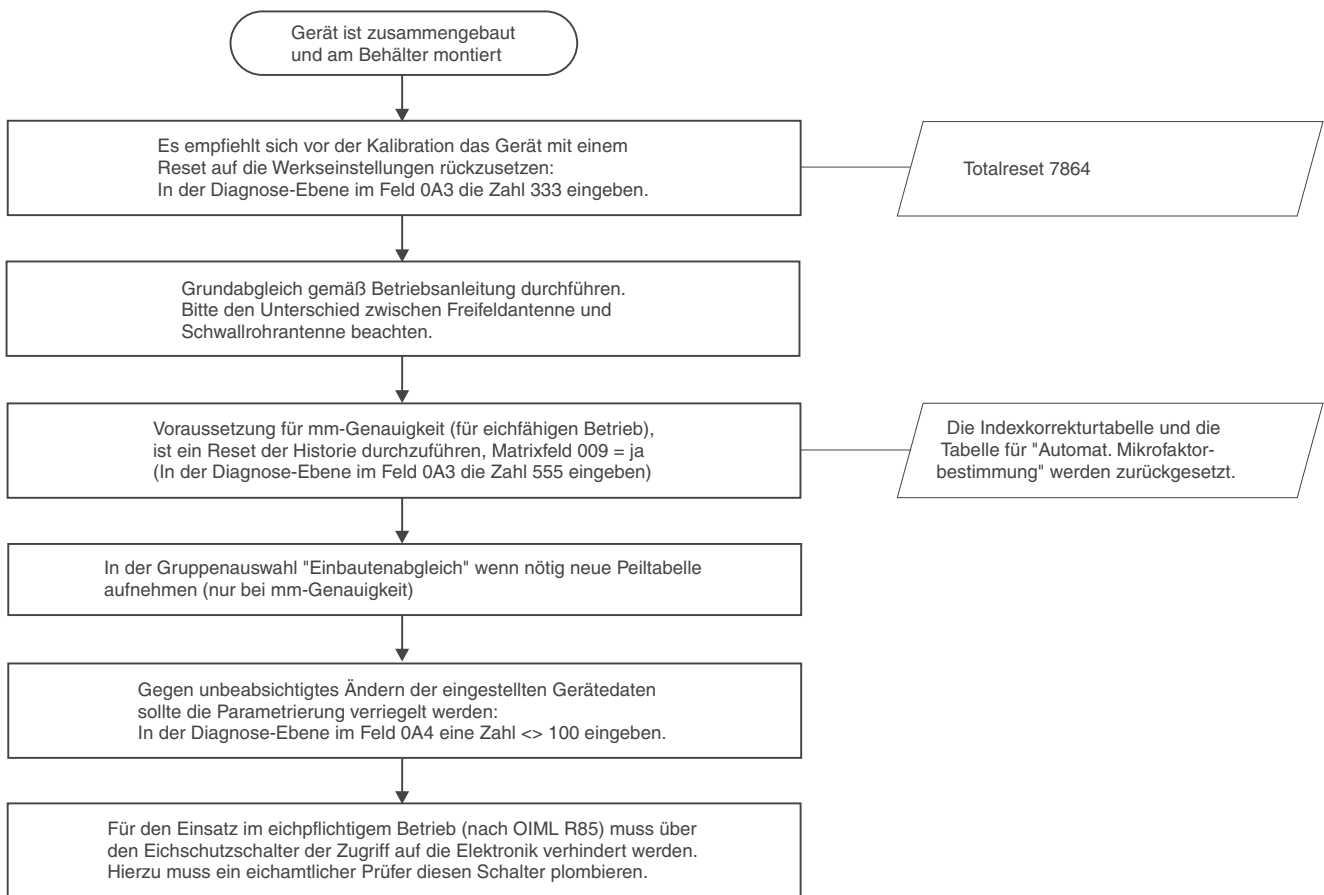 Gerät ist zusammengebaut
und am Behälter montiert
Es empfiehlt sich vor der Kalibration das Gerät mit einem
Reset auf die Werkseinstellungen rückzusetzen:
In der Diagnose-Ebene im Feld 0A3 die Zahl 333 eingeben.
Totalreset 7864
Grundabgleich gemäß Betriebsanleitung durchführen.
Bitte den Unterschied zwischen Freifeldantenne und
Schwallrohrantenne beachten.
Voraussetzung für mm-Genauigkeit (für eichfähigen Betrieb),
ist ein Reset der Historie durchzuführen, Matrixfeld 009 = ja
(In der Diagnose-Ebene im Feld 0A3 die Zahl 555 eingeben)
Die Indexkorrekturtabelle und die
Tabelle für "Automat. Mikrofaktor-
bestimmung" werden zurückgesetzt.
In der Gruppenauswahl "Einbautenabgleich" wenn nötig neue Peiltabelle
aufnehmen (nur bei mm-Genauigkeit)
Gegen unbeabsichtigtes Ändern der eingestellten Gerätedaten
sollte die Parametrierung verriegelt werden:
In der Diagnose-Ebene im Feld 0A4 eine Zahl <> 100 eingeben.
Für den Einsatz im eichpflichtigem Betrieb (nach OIML R85) muss über
den Eichschutzschalter der Zugriff auf die Elektronik verhindert werden.
Hierzu muss ein eichamtlicher Prüfer diesen Schalter plombieren.